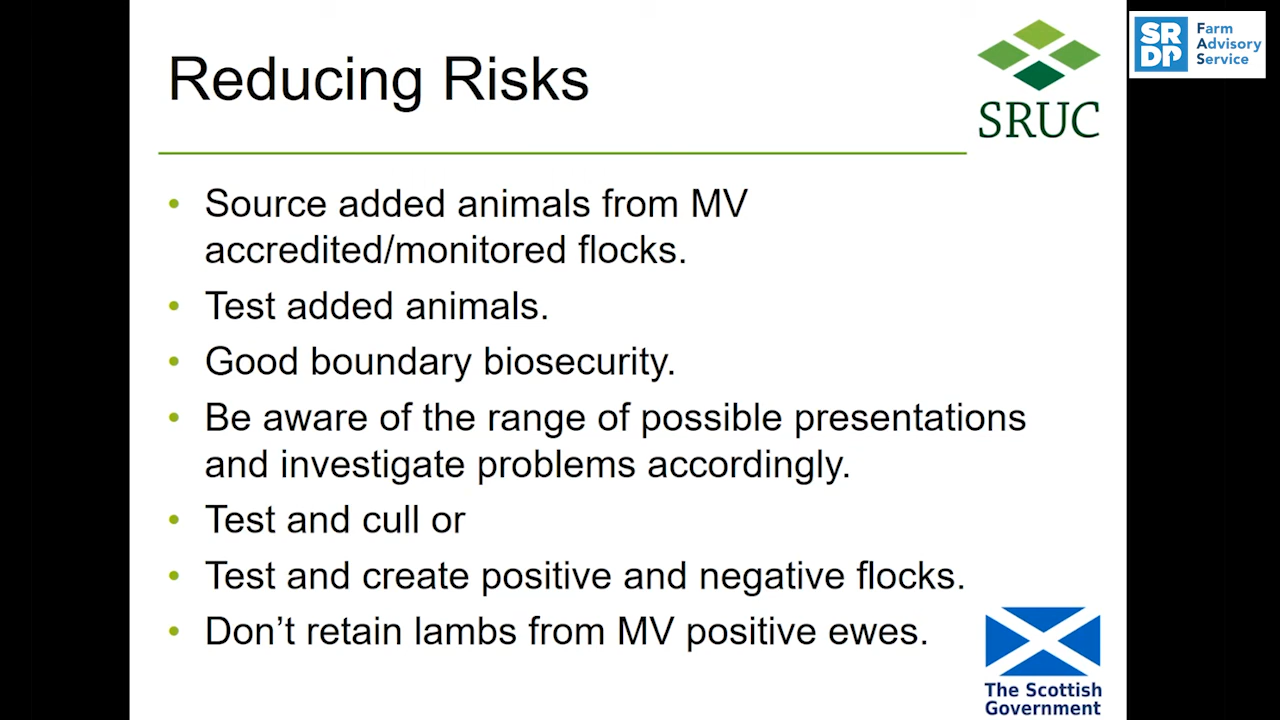 Reducing Risks
SRUC
SR
DP
Farm
Advisory
Service
• Source added animals from MV
accredited/monitored flocks.
• Test added animals.
• Good boundary biosecurity.
• Be aware of the range of possible presentations
and investigate problems accordingly.
• Test and cull or
• Test and create positive and negative flocks.
• Don’t retain lambs from MV positive ewes.
The Scottish
Government